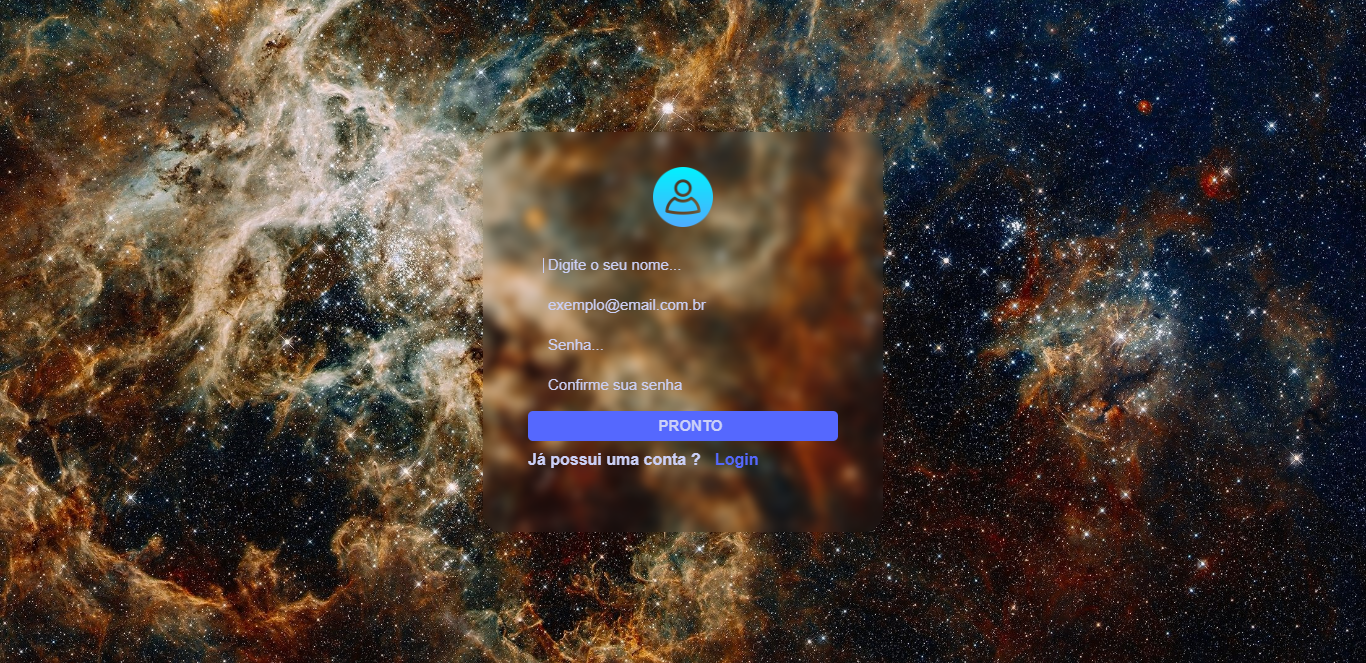 Digite o seu nome...
exemplo@email.com.br
Senha...
Confirme sua senha
PRONTO
Já possui uma conta ? Login